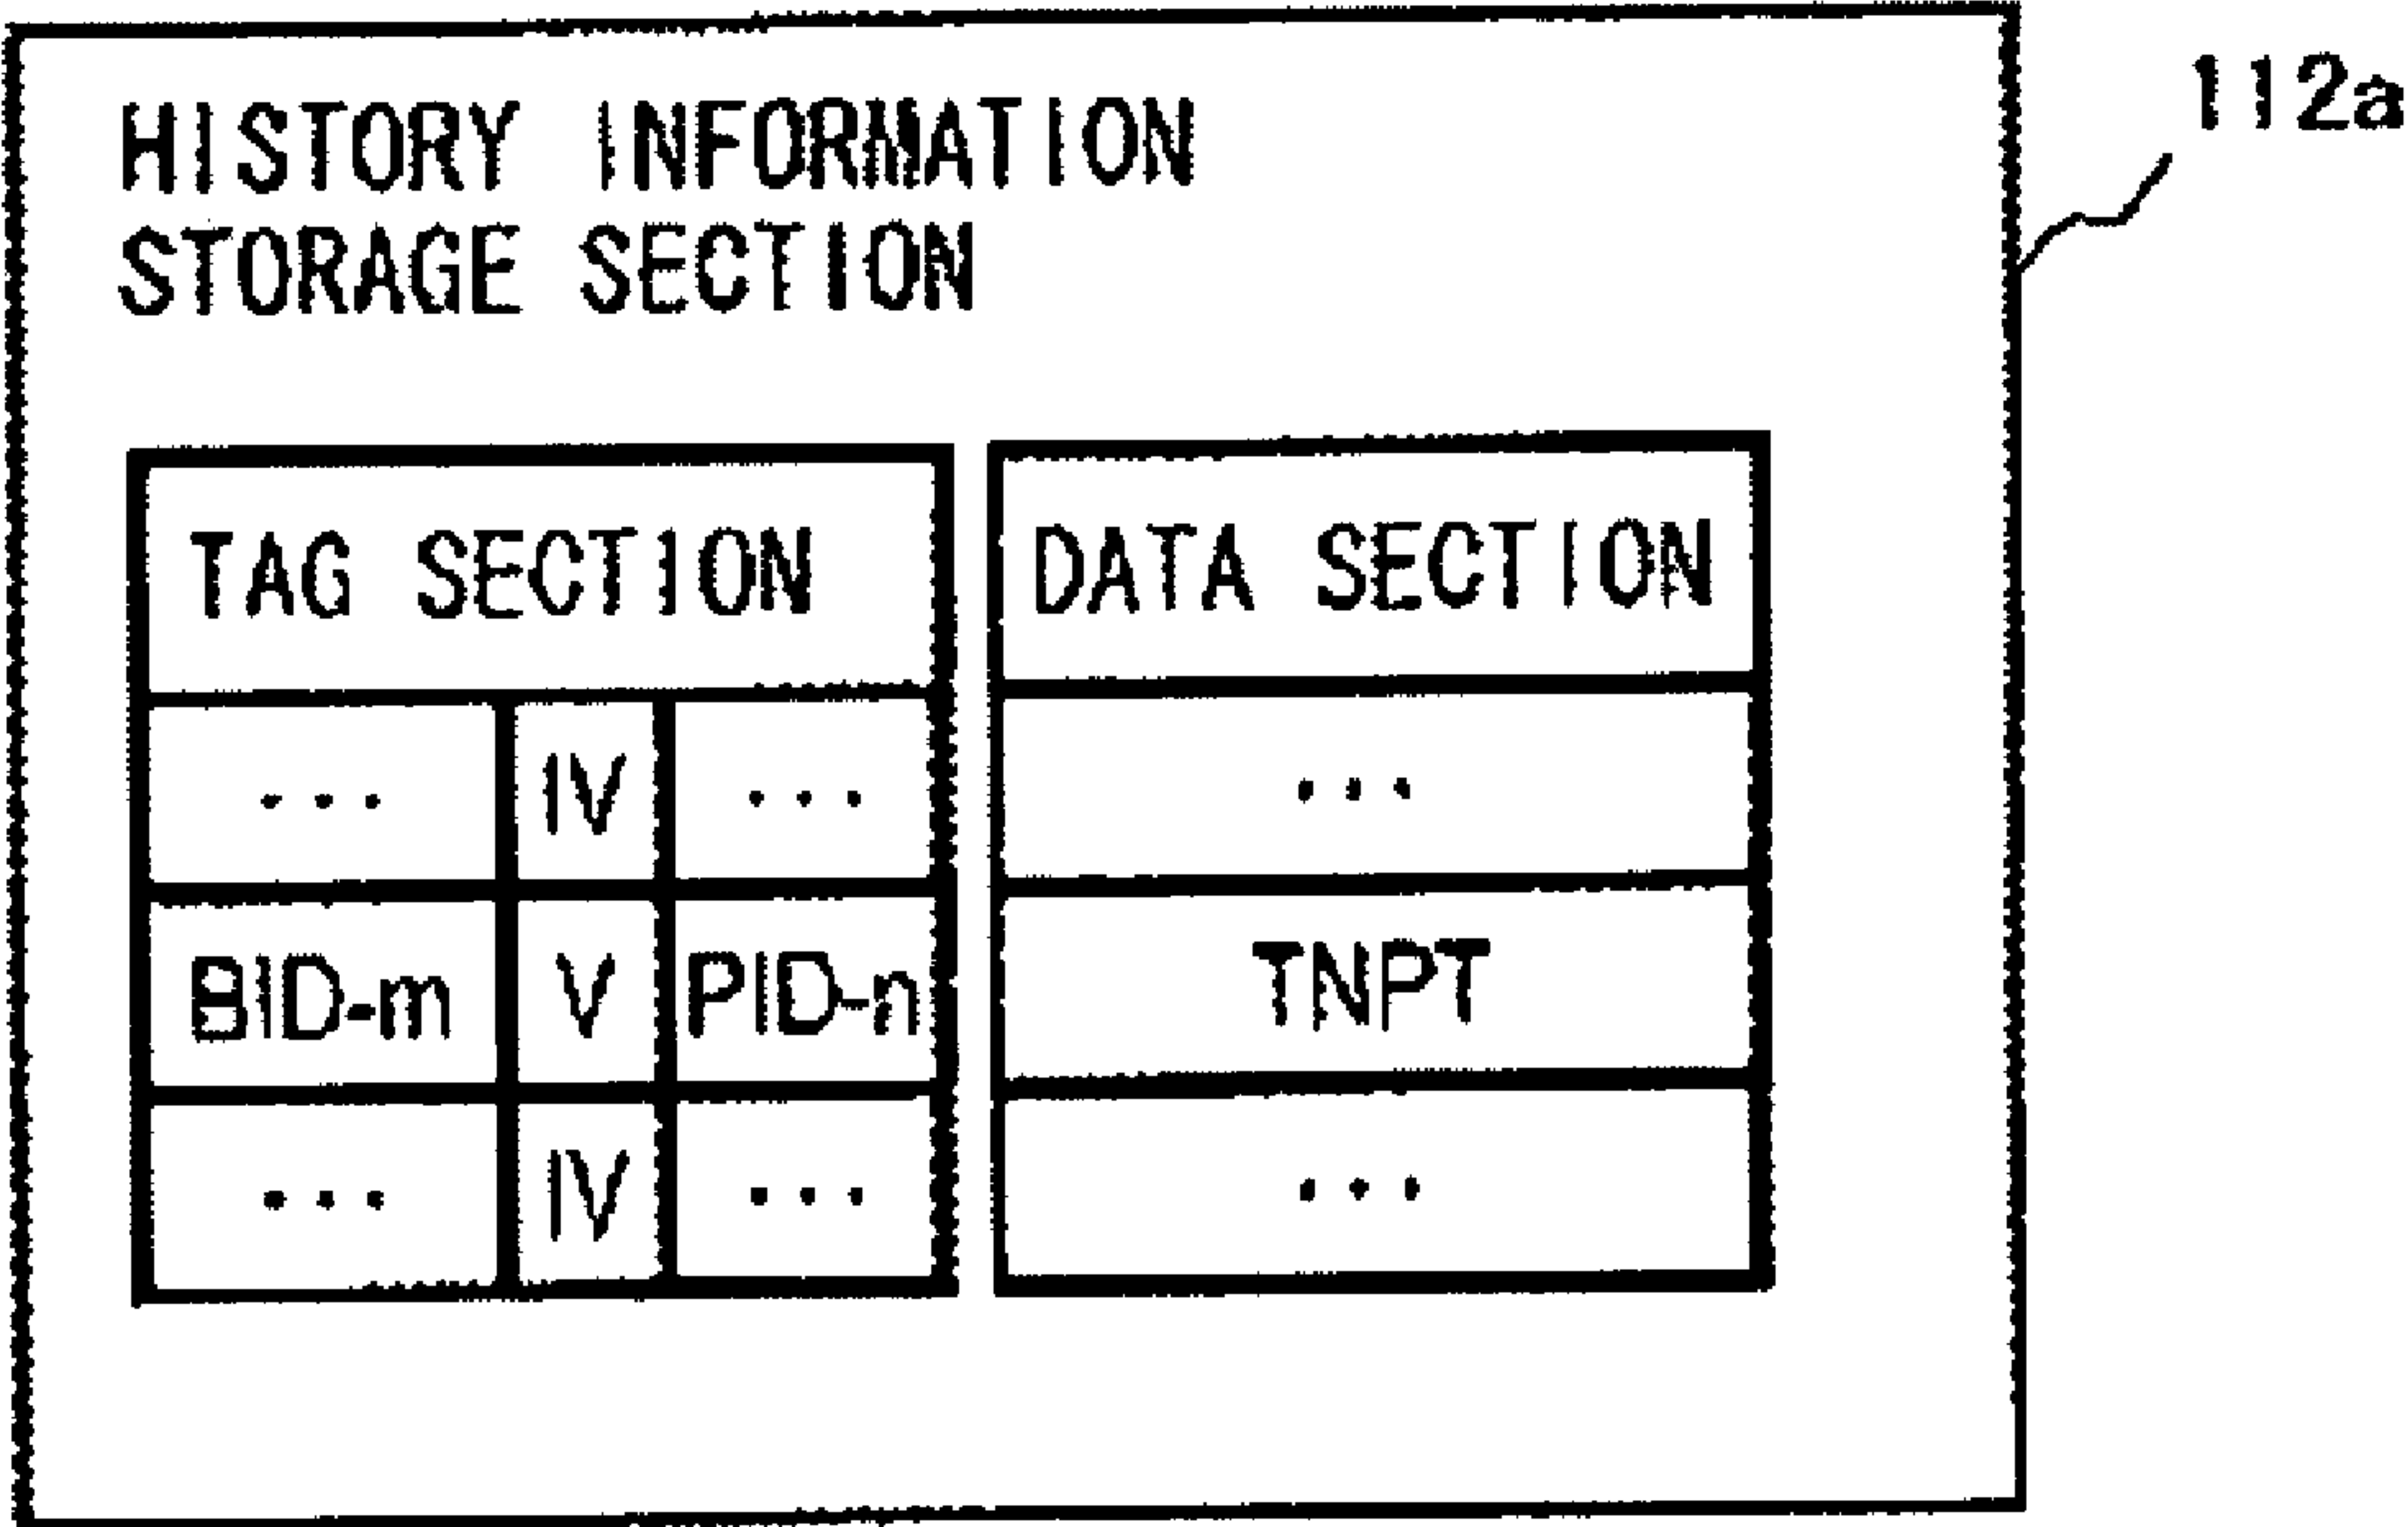 112a
HISTORY INFORMATION
STORAGE SECTION
TAG SECTION DATA SECTION
... IV ... ...
BID-m V PID-n TNPT
... IV ... ...